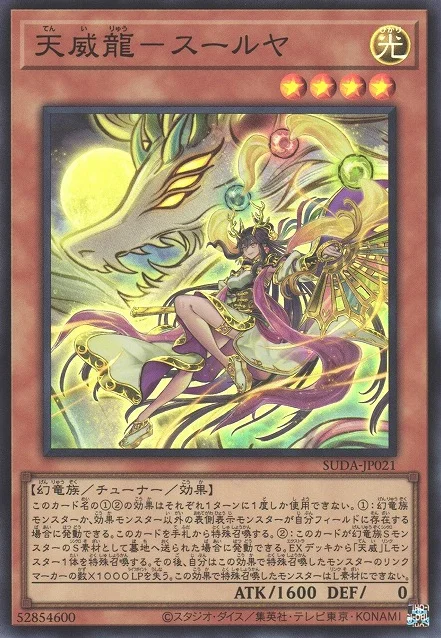 天威龍－スールヤ
光
SUDA-JP021
【幻竜族／チューナー／効果】
このカード名の①②の効果はそれぞれ1ターンに1度しか使用できない。①：幻竜族
モンスターか、効果モンスター以外の表側表示モンスターが自分フィールドに存在する
場合に発動できる。このカードを手札から特殊召喚する。②：このカードが幻竜族Sモ
ンスターのS素材として墓地へ送られた場合に発動できる。EXデッキから「天威」Lモン
スター1体を特殊召喚する。その後、自分はこの効果で特殊召喚したモンスターのリンク
マーカーの数×1000LPを失う。この効果で特殊召喚したモンスターはL素材にできない。
ATK/1600 DEF/ 0
52854600
©スタジオ・ダイス／集英社・テレビ東京・KONAMI